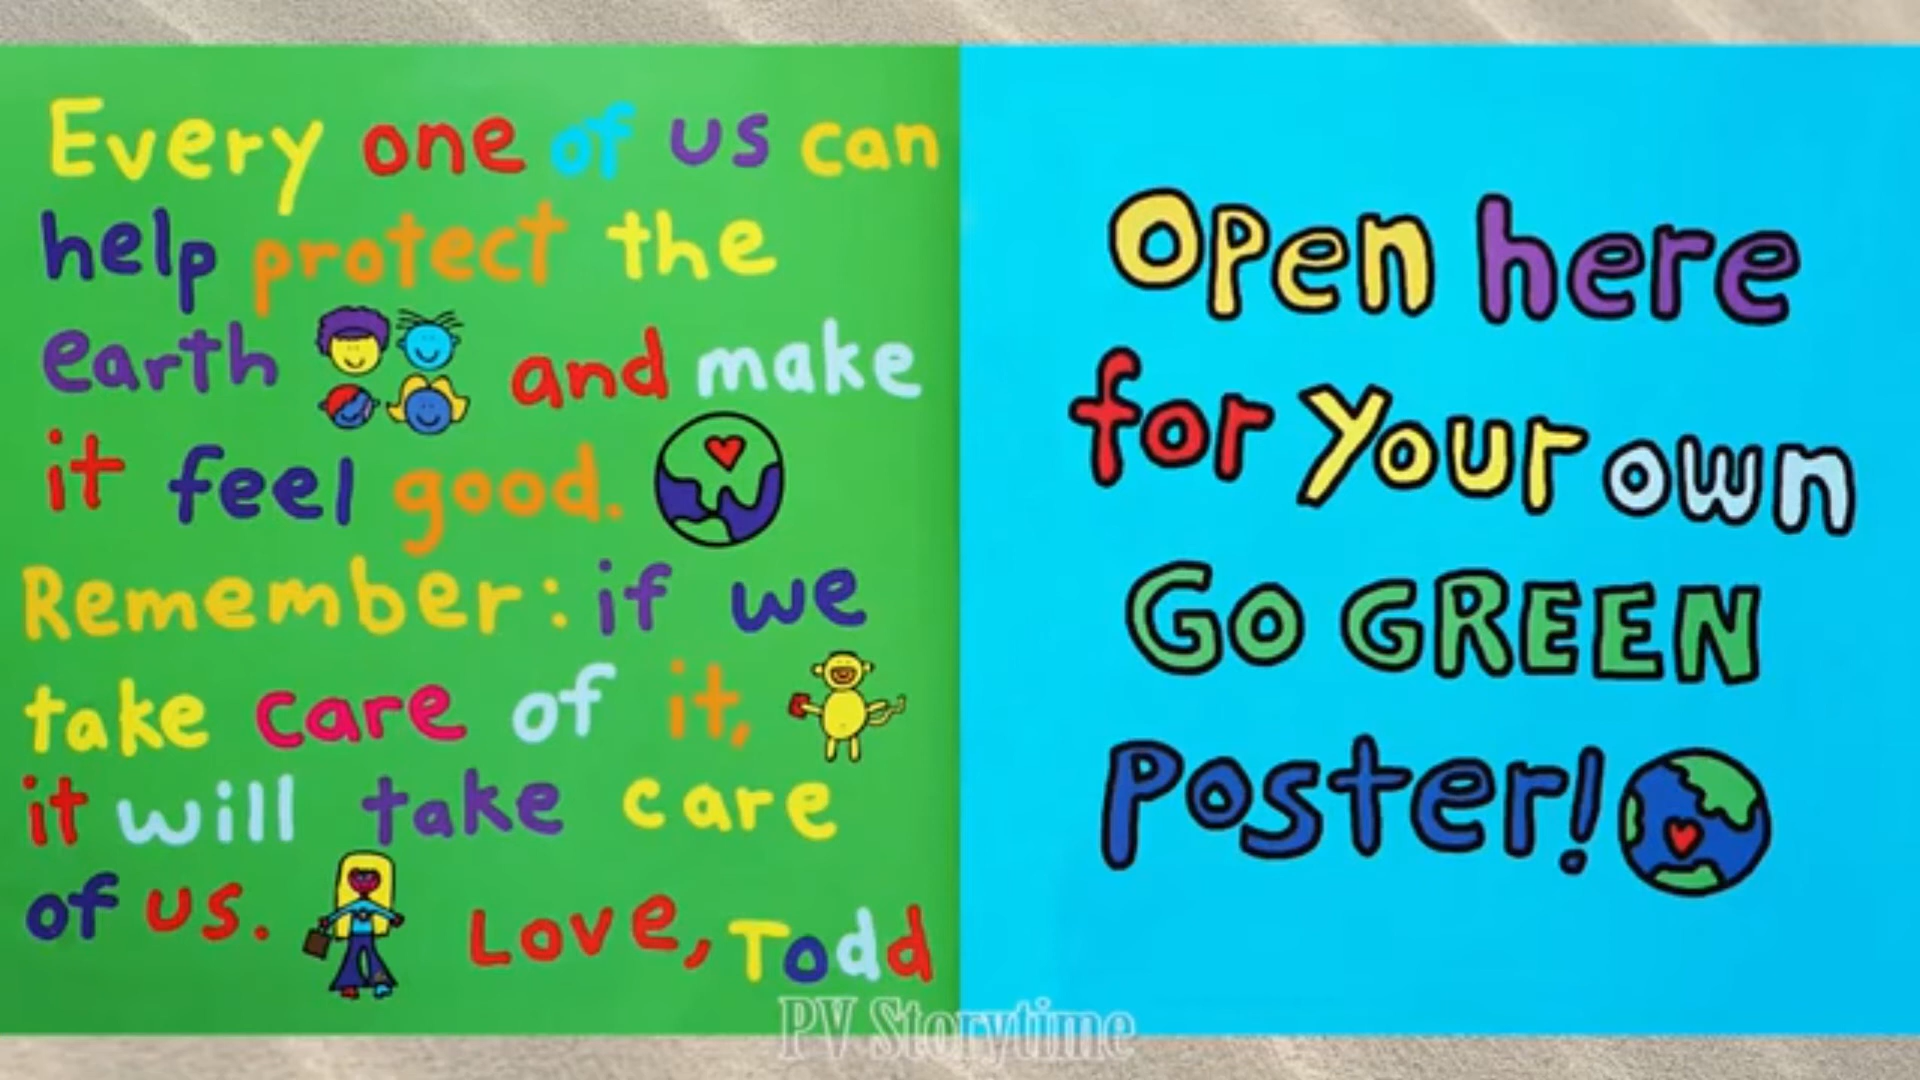 Every one of us can
help protect the
earth and make
it feel good.
Remember: if we
take care of it,
it will take care
of us. Love, Todd
Open here
for your own
GO GREEN
Poster!
PV Storytime